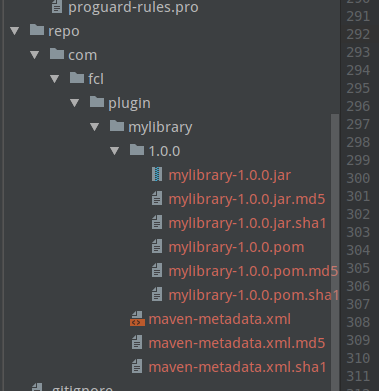 proguard-rules.pro
repo
com
fcl
plugin
mylibrary
1.0.0
mylibrary-1.0.0.jar
mylibrary-1.0.0.jar.md5
mylibrary-1.0.0.jar.sha1
mylibrary-1.0.0.pom
mylibrary-1.0.0.pom.md5
mylibrary-1.0.0.pom.sha1
maven-metadata.xml
maven-metadata.xml.md5
maven-metadata.xml.sha1
.gitignore
291
292
293
294
295
296
297
298
299
300
301
302
303
304
305
306
307
308
309
310
311